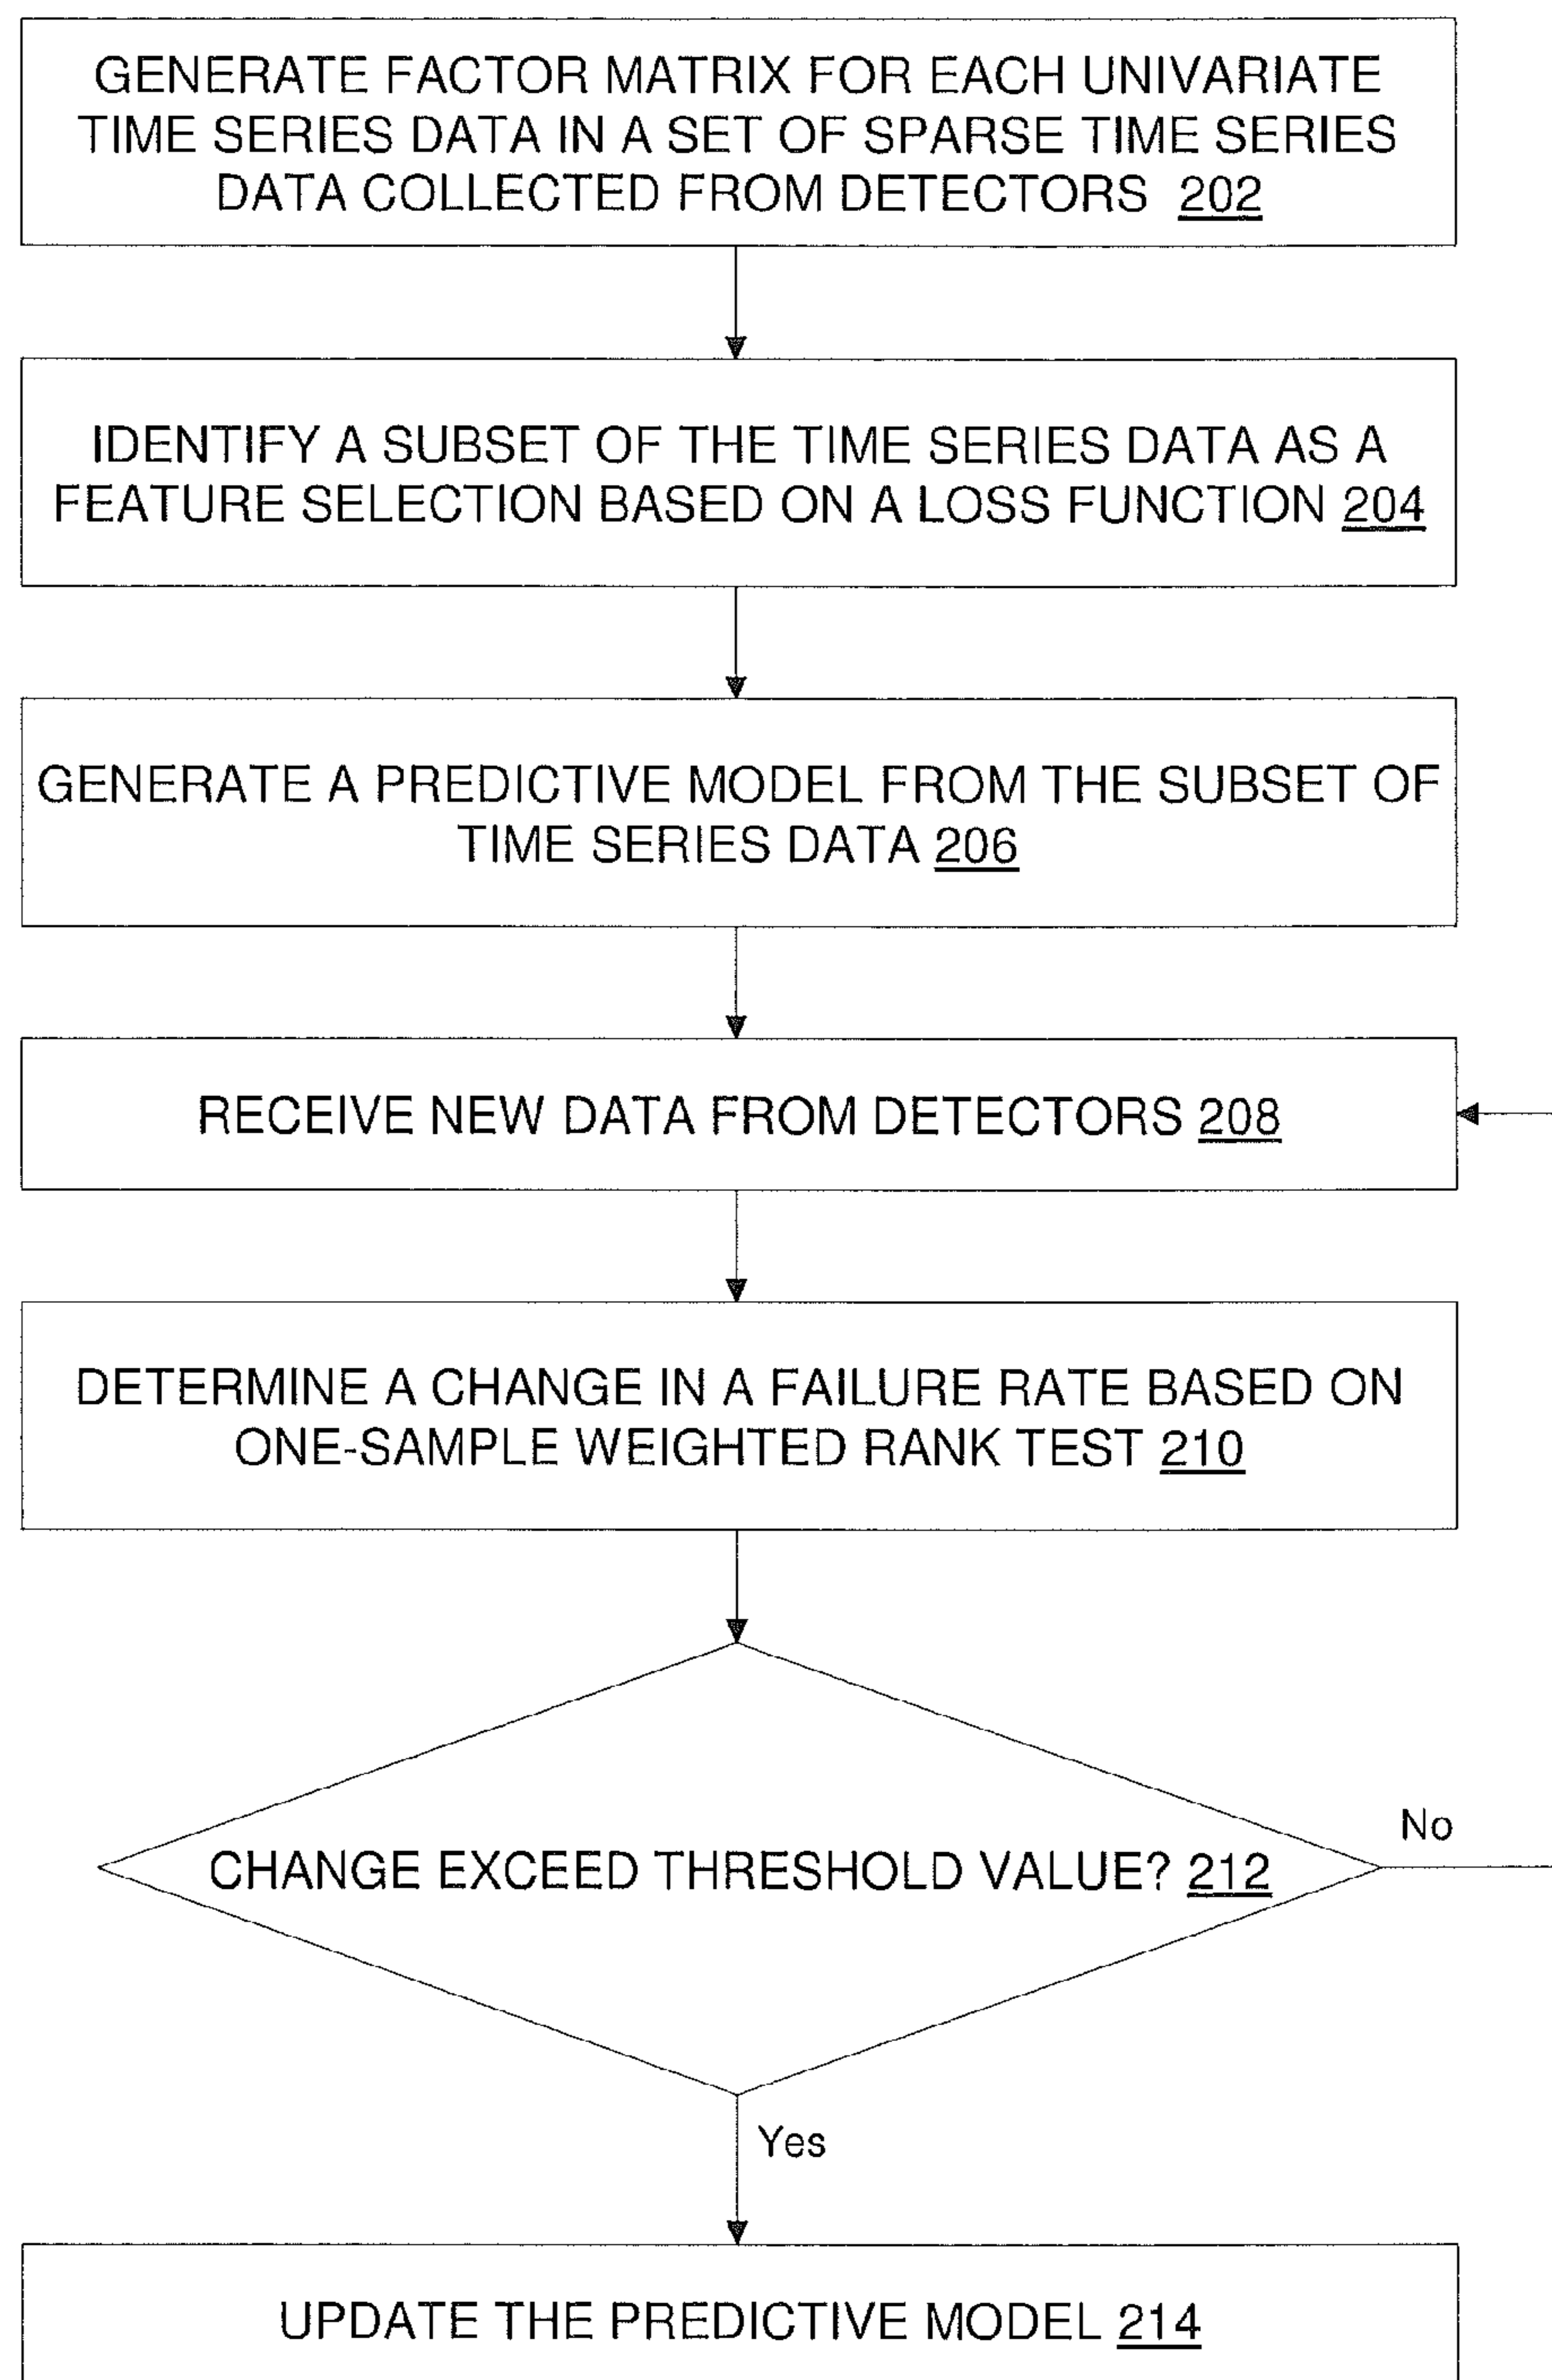 GENERATE FACTOR MATRIX FOR EACH UNIVARIATE
TIME SERIES DATA IN A SET OF SPARSE TIME SERIES
DATA COLLECTED FROM DETECTORS 202
IDENTIFY A SUBSET OF THE TIME SERIES DATA AS A
FEATURE SELECTION BASED ON A LOSS FUNCTION 204
GENERATE A PREDICTIVE MODEL FROM THE SUBSET OF
TIME SERIES DATA 206
RECEIVE NEW DATA FROM DETECTORS 208
DETERMINE A CHANGE IN A FAILURE RATE BASED ON
ONE-SAMPLE WEIGHTED RANK TEST 210
No
CHANGE EXCEED THRESHOLD VALUE? 212
Yes
UPDATE THE PREDICTIVE MODEL 214